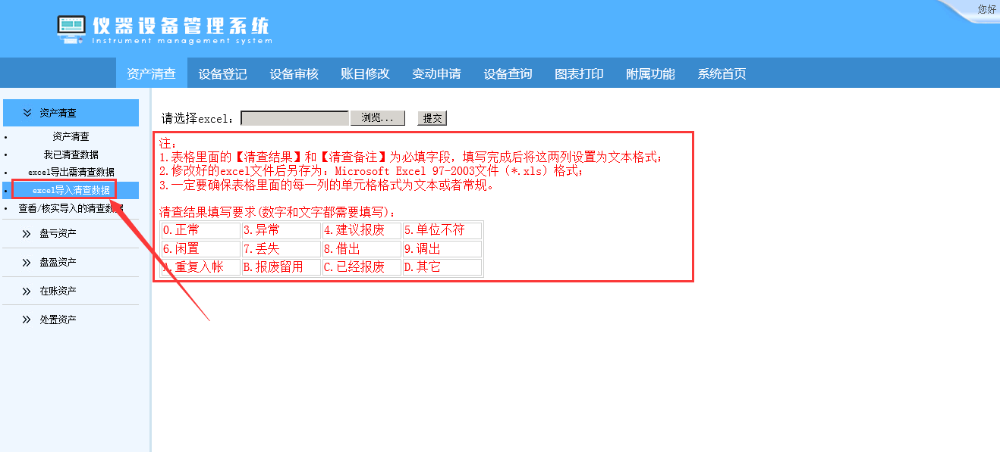 您好
仪器设备管理系统
Instrument management system
资产清查 设备登记 设备审核 账目修改 变动申请 设备查询 图表打印 附属功能 系统首页
资产清查
资产清查
我已清查数据
excel导出需清查数据
excel导入清查数据
查看/核实导入的清查数据
盘亏资产
盘盈资产
在账资产
处置资产
请选择excel: 浏览... 提交
注:
1.表格里面的【清查结果】和【清查备注】为必填字段,填写完成后将这两列设置为文本格式;
2.修改好的excel文件后另存为: Microsoft Excel 97-2003文件(*.xls)格式;
3.一定要确保表格里面的每一列的单元格格式为文本或者常规。
清查结果填写要求(数字和文字都需要填写):
0.正常 3.异常 4.建议报废 5.单位不符
6.闲置 7.丢失 8.借出 9.调出
A.重复入帐 B.报废留用 C.已经报废 D.其它